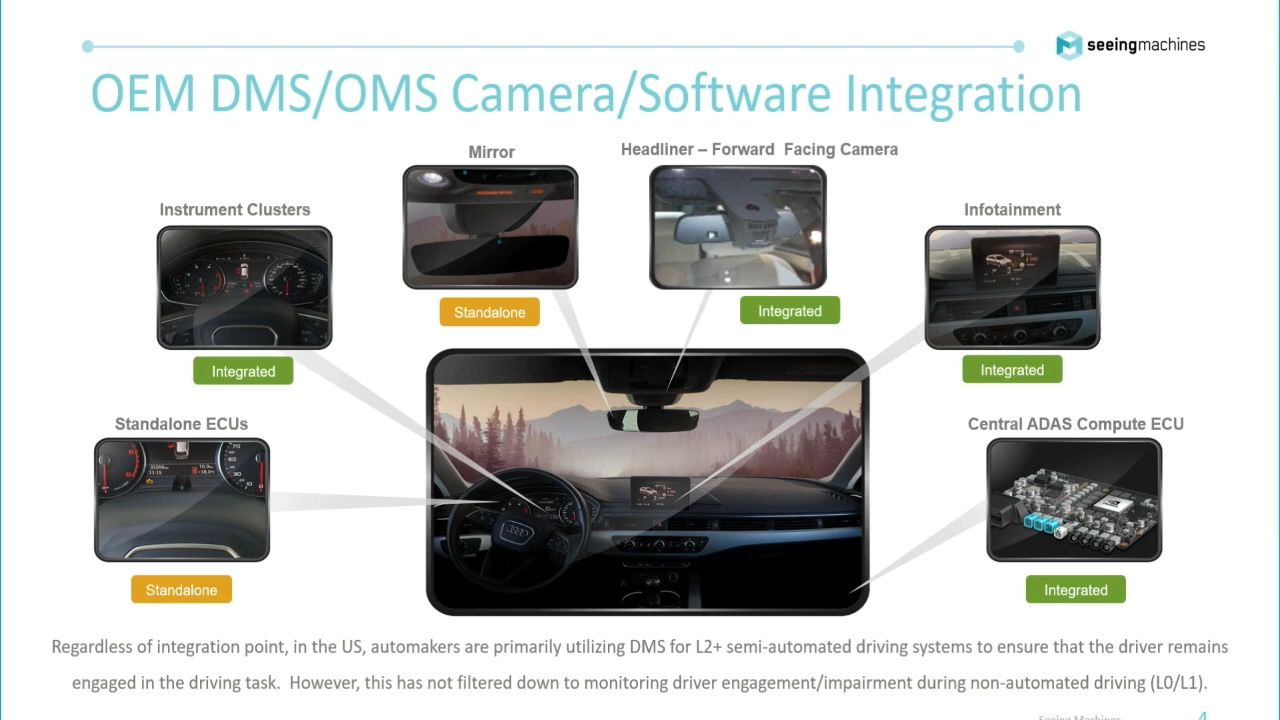 seeingmachines
OEM DMS/OMS Camera/Software Integration
Mirror
Headliner – Forward Facing Camera
Instrument Clusters
Infotainment
Standalone
Integrated
Integrated
Integrated
Standalone ECUs
Central ADAS Compute ECU
Standalone
Integrated
Regardless of integration point, in the US, automakers are primarily utilizing DMS for L2+ semi-automated driving systems to ensure that the driver remains
engaged in the driving task. However, this has not filtered down to monitoring driver engagement/impairment during non-automated driving (L0/L1).
Seeing Machines
4